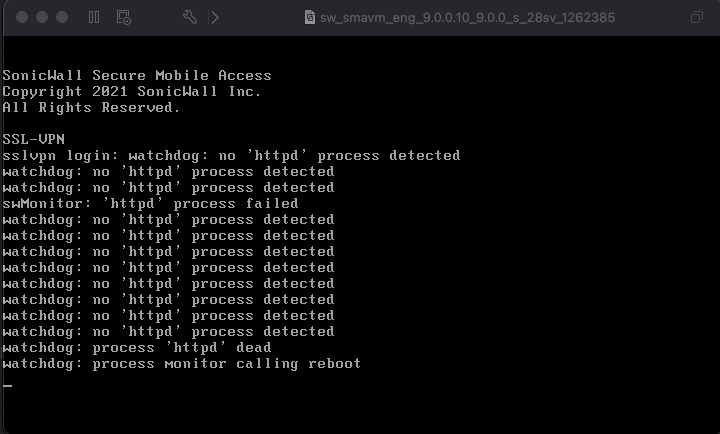 sw_smavm_eng_9.0.0.10_9.0.0_s_28sv_1262385
SonicWall Secure Mobile Access
Copyright 2021 SonicWall Inc.
All Rights Reserved.
SSL-VPN
sslvpn login: watchdog: no 'httpd' process detected
watchdog: no 'httpd' process detected
watchdog: no 'httpd' process detected
swMonitor: 'httpd' process failed
watchdog: no 'httpd' process detected
watchdog: no 'httpd' process detected
watchdog: no 'httpd' process detected
watchdog: no 'httpd' process detected
watchdog: no 'httpd' process detected
watchdog: no 'httpd' process detected
watchdog: no 'httpd' process detected
watchdog: no 'httpd' process detected
watchdog: process 'httpd' dead
watchdog: process monitor calling reboot